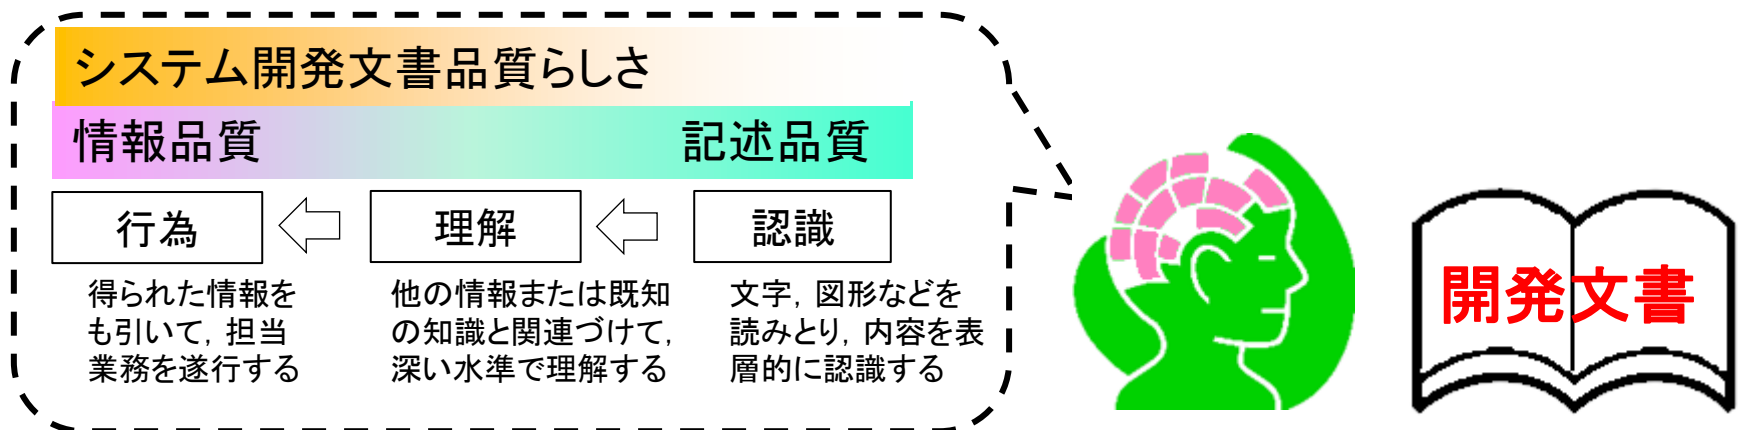 システム開発文書品質らしさ
情報品質
記述品質
行為
理解
認識
得られた情報を
も引いて，担当
業務を遂行する
他の情報または既知
の知識と関連づけて，
深い水準で理解する
文字，図形などを
読みとり，内容を表
層的に認識する
開発文書